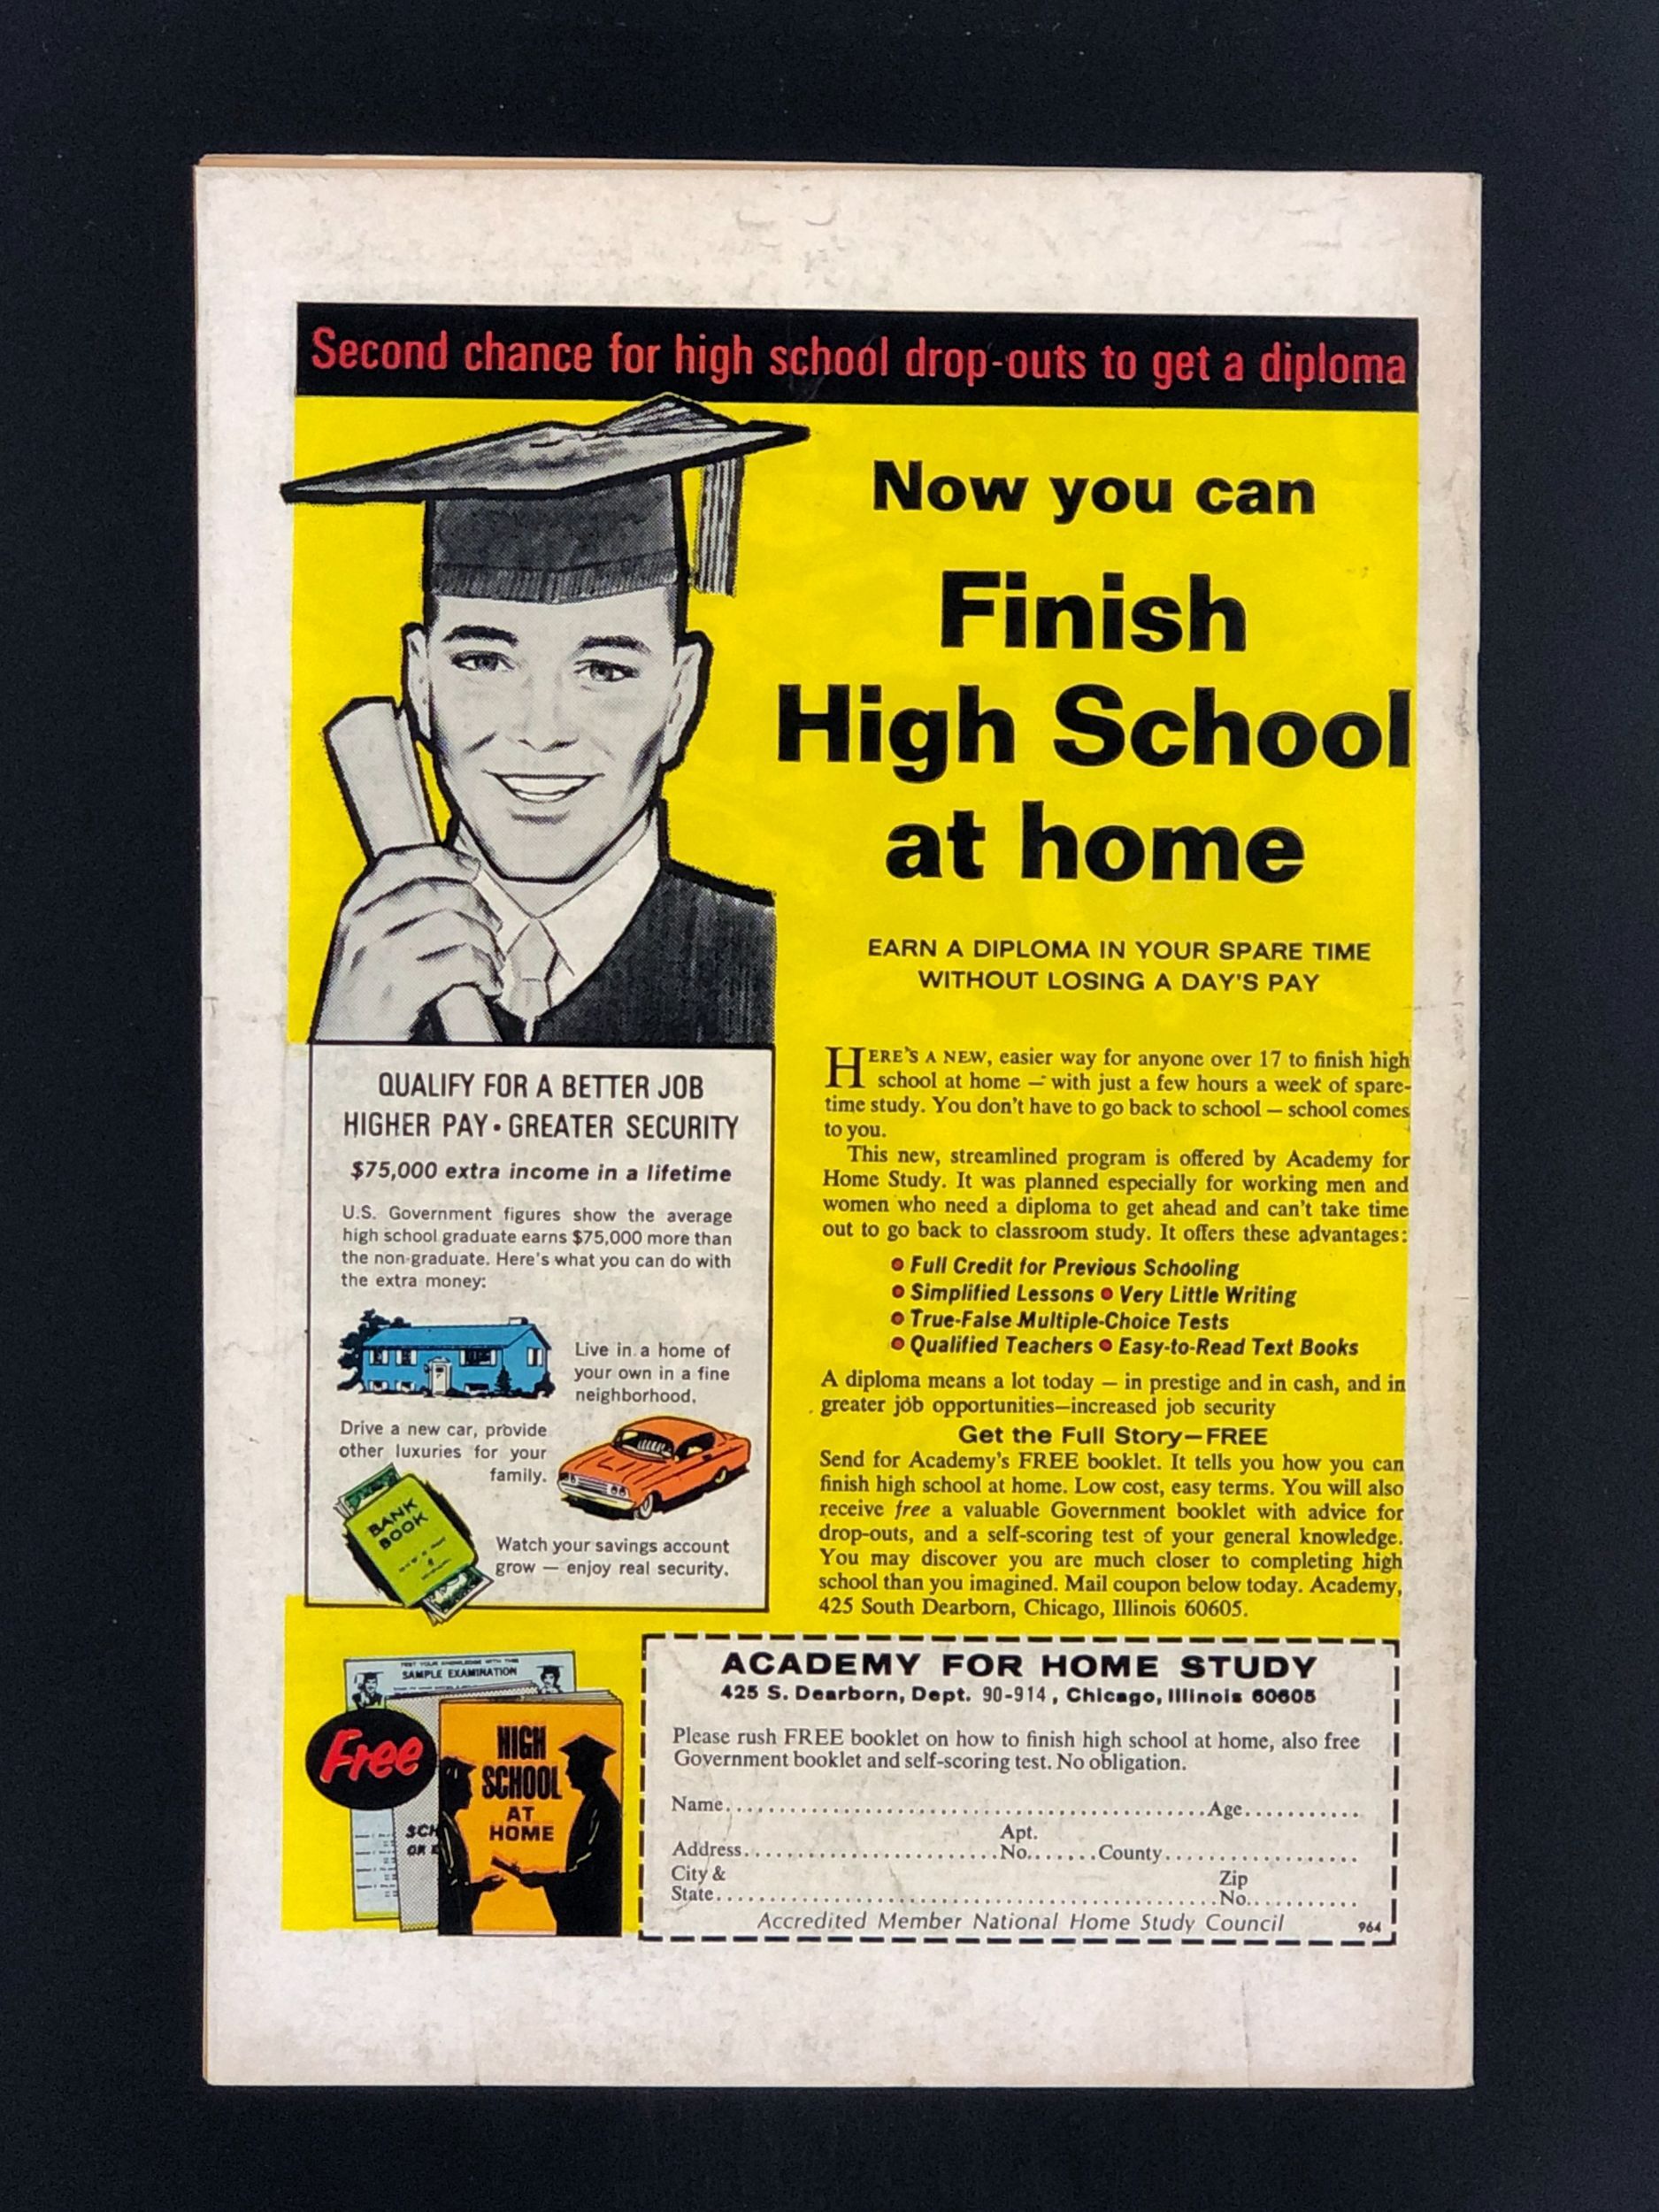 Second chance for high school drop-outs to get a diploma
Now you can
Finish
High School
at home
EARN A DIPLOMA IN YOUR SPARE TIME
WITHOUT LOSING A DAY'S PAY
HERE'S A NEW, easier way for anyone over 17 to finish high
school at home — with just a few hours a week of spare-
time study. You don't have to go back to school — school comes
to you.
This new, streamlined program is offered by Academy for
Home Study. It was planned especially for working men and
women who need a diploma to get ahead and can't take time
out to go back to classroom study. It offers these advantages:
• Full Credit for Previous Schooling
• Simplified Lessons • Very Little Writing
• True-False Multiple-Choice Tests
• Qualified Teachers • Easy-to-Read Text Books
A diploma means a lot today — in prestige and in cash, and in
greater job opportunities—increased job security
Get the Full Story—FREE
Send for Academy's FREE booklet. It tells you how you can
finish high school at home. Low cost, easy terms. You will also
receive free a valuable Government booklet with advice for
drop-outs, and a self-scoring test of your general knowledge.
You may discover you are much closer to completing high
school than you imagined. Mail coupon below today. Academy,
425 South Dearborn, Chicago, Illinois 60605.
QUALIFY FOR A BETTER JOB
HIGHER PAY • GREATER SECURITY
$75,000 extra income in a lifetime
U.S. Government figures show the average
high school graduate earns $75,000 more than
the non-graduate. Here's what you can do with
the extra money:
Live in a home of
your own in a fine
neighborhood.
Drive a new car, provide
other luxuries for your
family.
BANK
BOOK
Watch your savings account
grow — enjoy real security.
TEST YOUR KNOWLEDGE WITH THIS
SAMPLE EXAMINATION
Free
SCH
OR
HIGH
SCHOOL
AT
HOME
ACADEMY FOR HOME STUDY
425 S. Dearborn, Dept. 90-914, Chicago, Illinois 60605
Please rush FREE booklet on how to finish high school at home, also free
Government booklet and self-scoring test. No obligation.
Name..................................................Age............
Apt.
Address...........................No.......County....................
City & Zip
State....................................................No...........
Accredited Member National Home Study Council 964